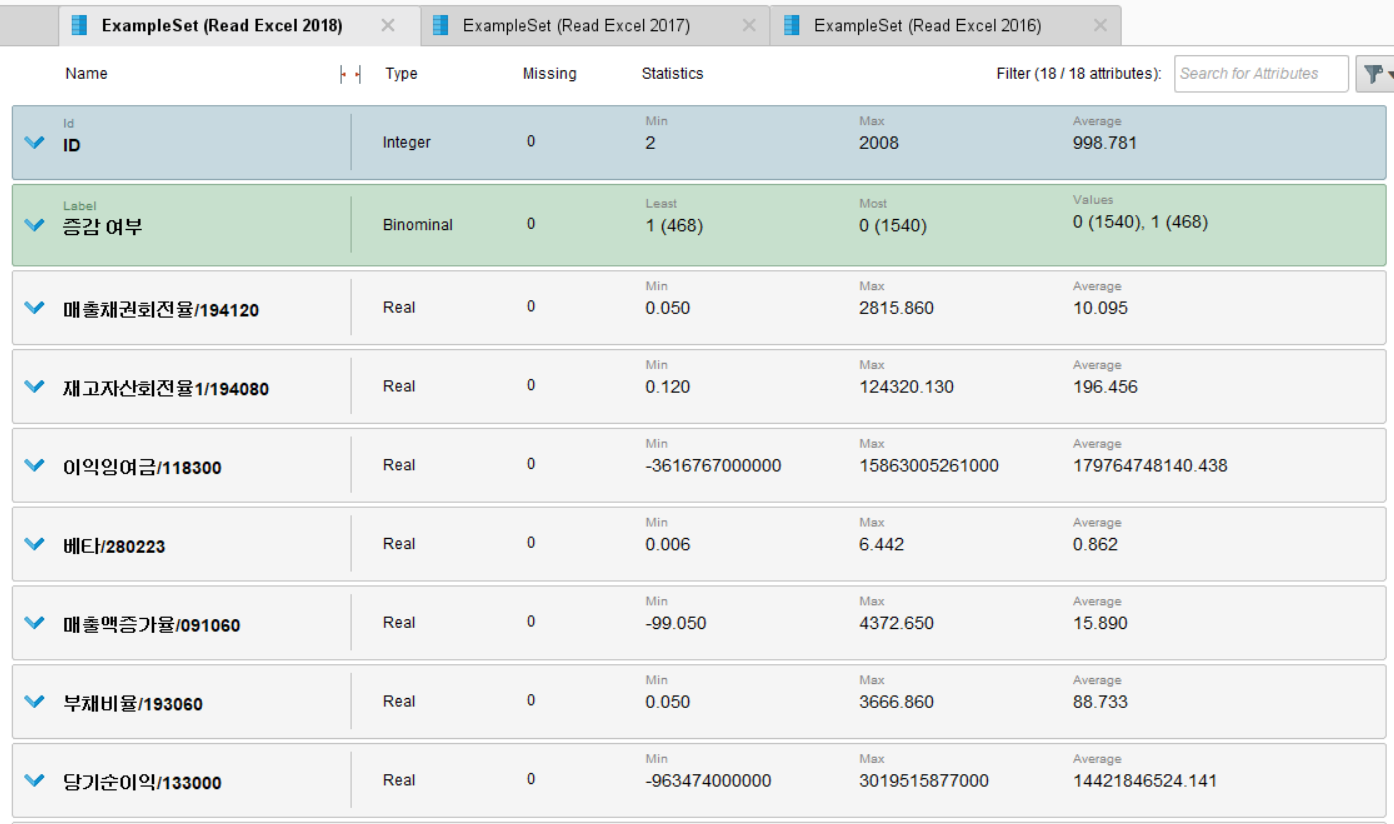 ExampleSet (Read Excel 2018) ExampleSet (Read Excel 2017) ExampleSet (Read Excel 2016)
Name Type Missing Statistics Filter (18 / 18 attributes): Search for Attributes
Id Min Max Average
ID Integer 0 2 2008 998.781
Label Least Most Values
증감 여부 Binominal 0 1 (468) 0 (1540) 0 (1540), 1 (468)
Min Max Average
매출채권회전율/194120 Real 0 0.050 2815.860 10.095
Min Max Average
재고자산회전율1/194080 Real 0 0.120 124320.130 196.456
Min Max Average
이익잉여금/118300 Real 0 -3616767000000 15863005261000 179764748140.438
Min Max Average
베타/280223 Real 0 0.006 6.442 0.862
Min Max Average
매출액증가율/091060 Real 0 -99.050 4372.650 15.890
Min Max Average
부채비율/193060 Real 0 0.050 3666.860 88.733
Min Max Average
당기순이익/133000 Real 0 -963474000000 3019515877000 14421846524.141